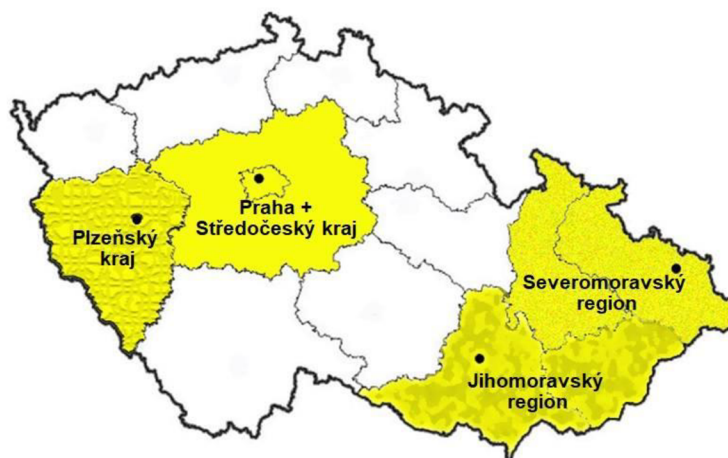 Praha +
Středočeský kraj
Plzeňský
kraj
Severomoravský
region
Jihomoravský
region